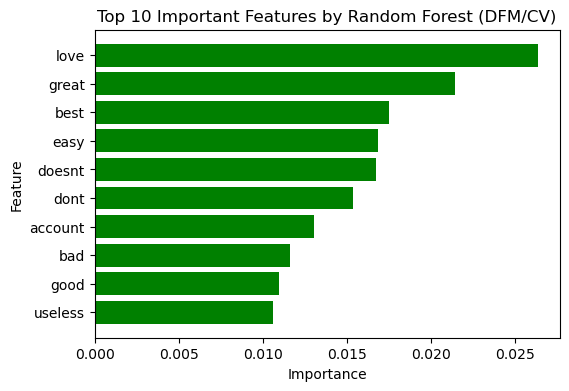 Top 10 Important Features by Random Forest (DFM/CV)
love
great
best
easy
doesnt
dont
account
bad
good
useless
Feature
0.000 0.005 0.010 0.015 0.020 0.025
Importance